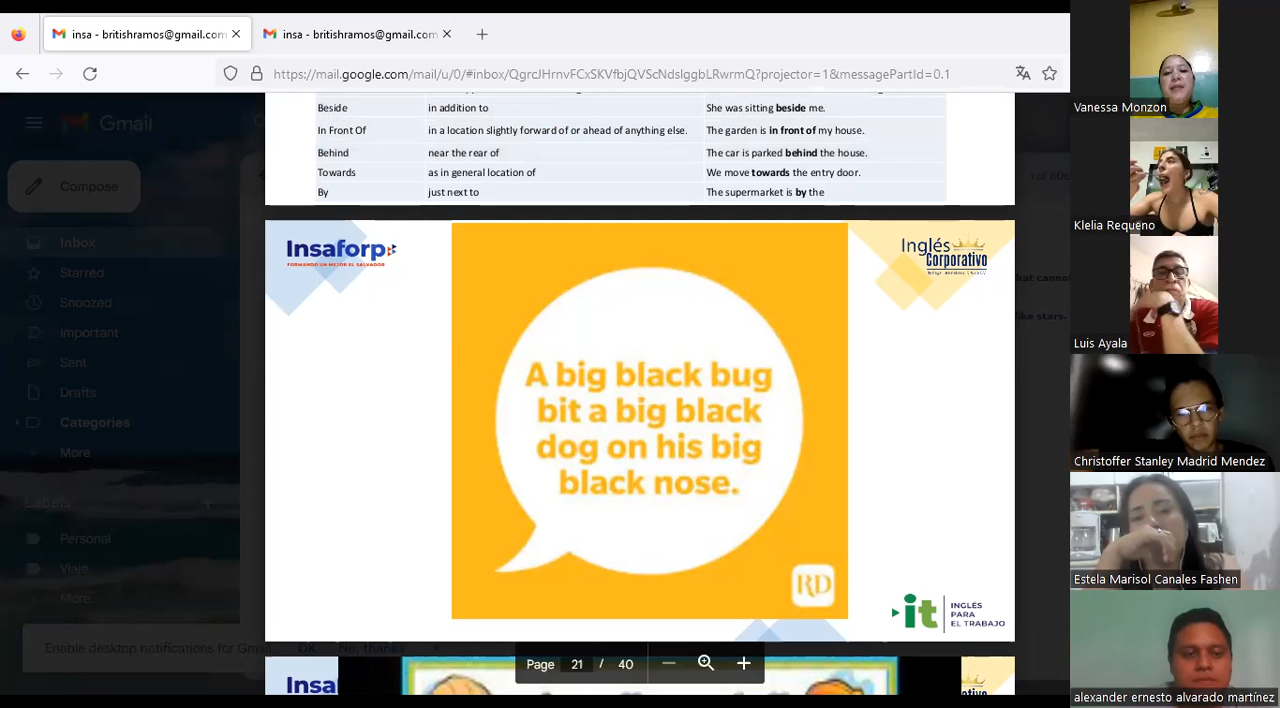 insa - britishramos@gmail.com
insa - britishramos@gmail.com
https://mail.google.com/mail/u/0/#inbox/QgrcJHrnvFCxSKVfbjQVScNdsIggbLRwrmQ?projector=1&messagePartId=0.1
Gmail
Compose
Inbox
Starred
Snoozed
Important
Sent
Drafts
Categories
More
Labels
Personal
Viaje
More
Enable desktop notifications for Gmail
OK No, thanks
Beside in addition to She was sitting beside me.
In Front Of in a location slightly forward of or ahead of anything else. The garden is in front of my house.
Behind near the rear of The car is parked behind the house.
Towards as in general location of We move towards the entry door.
By just next to The supermarket is by the
Insaforp
FORMANDO UN MEJOR EL SALVADOR
Inglés
Corporativo
hat canno
ike stars.
A big black bug
bit a big black
dog on his big
black nose.
RD
it INGLÉS
PARA
EL TRABAJO
Page 21 / 40
Insa
Vanessa Monzon
Klelia Requeno
Luis Ayala
Christoffer Stanley Madrid Mendez
Estela Marisol Canales Fashen
alexander ernesto alvarado martínez